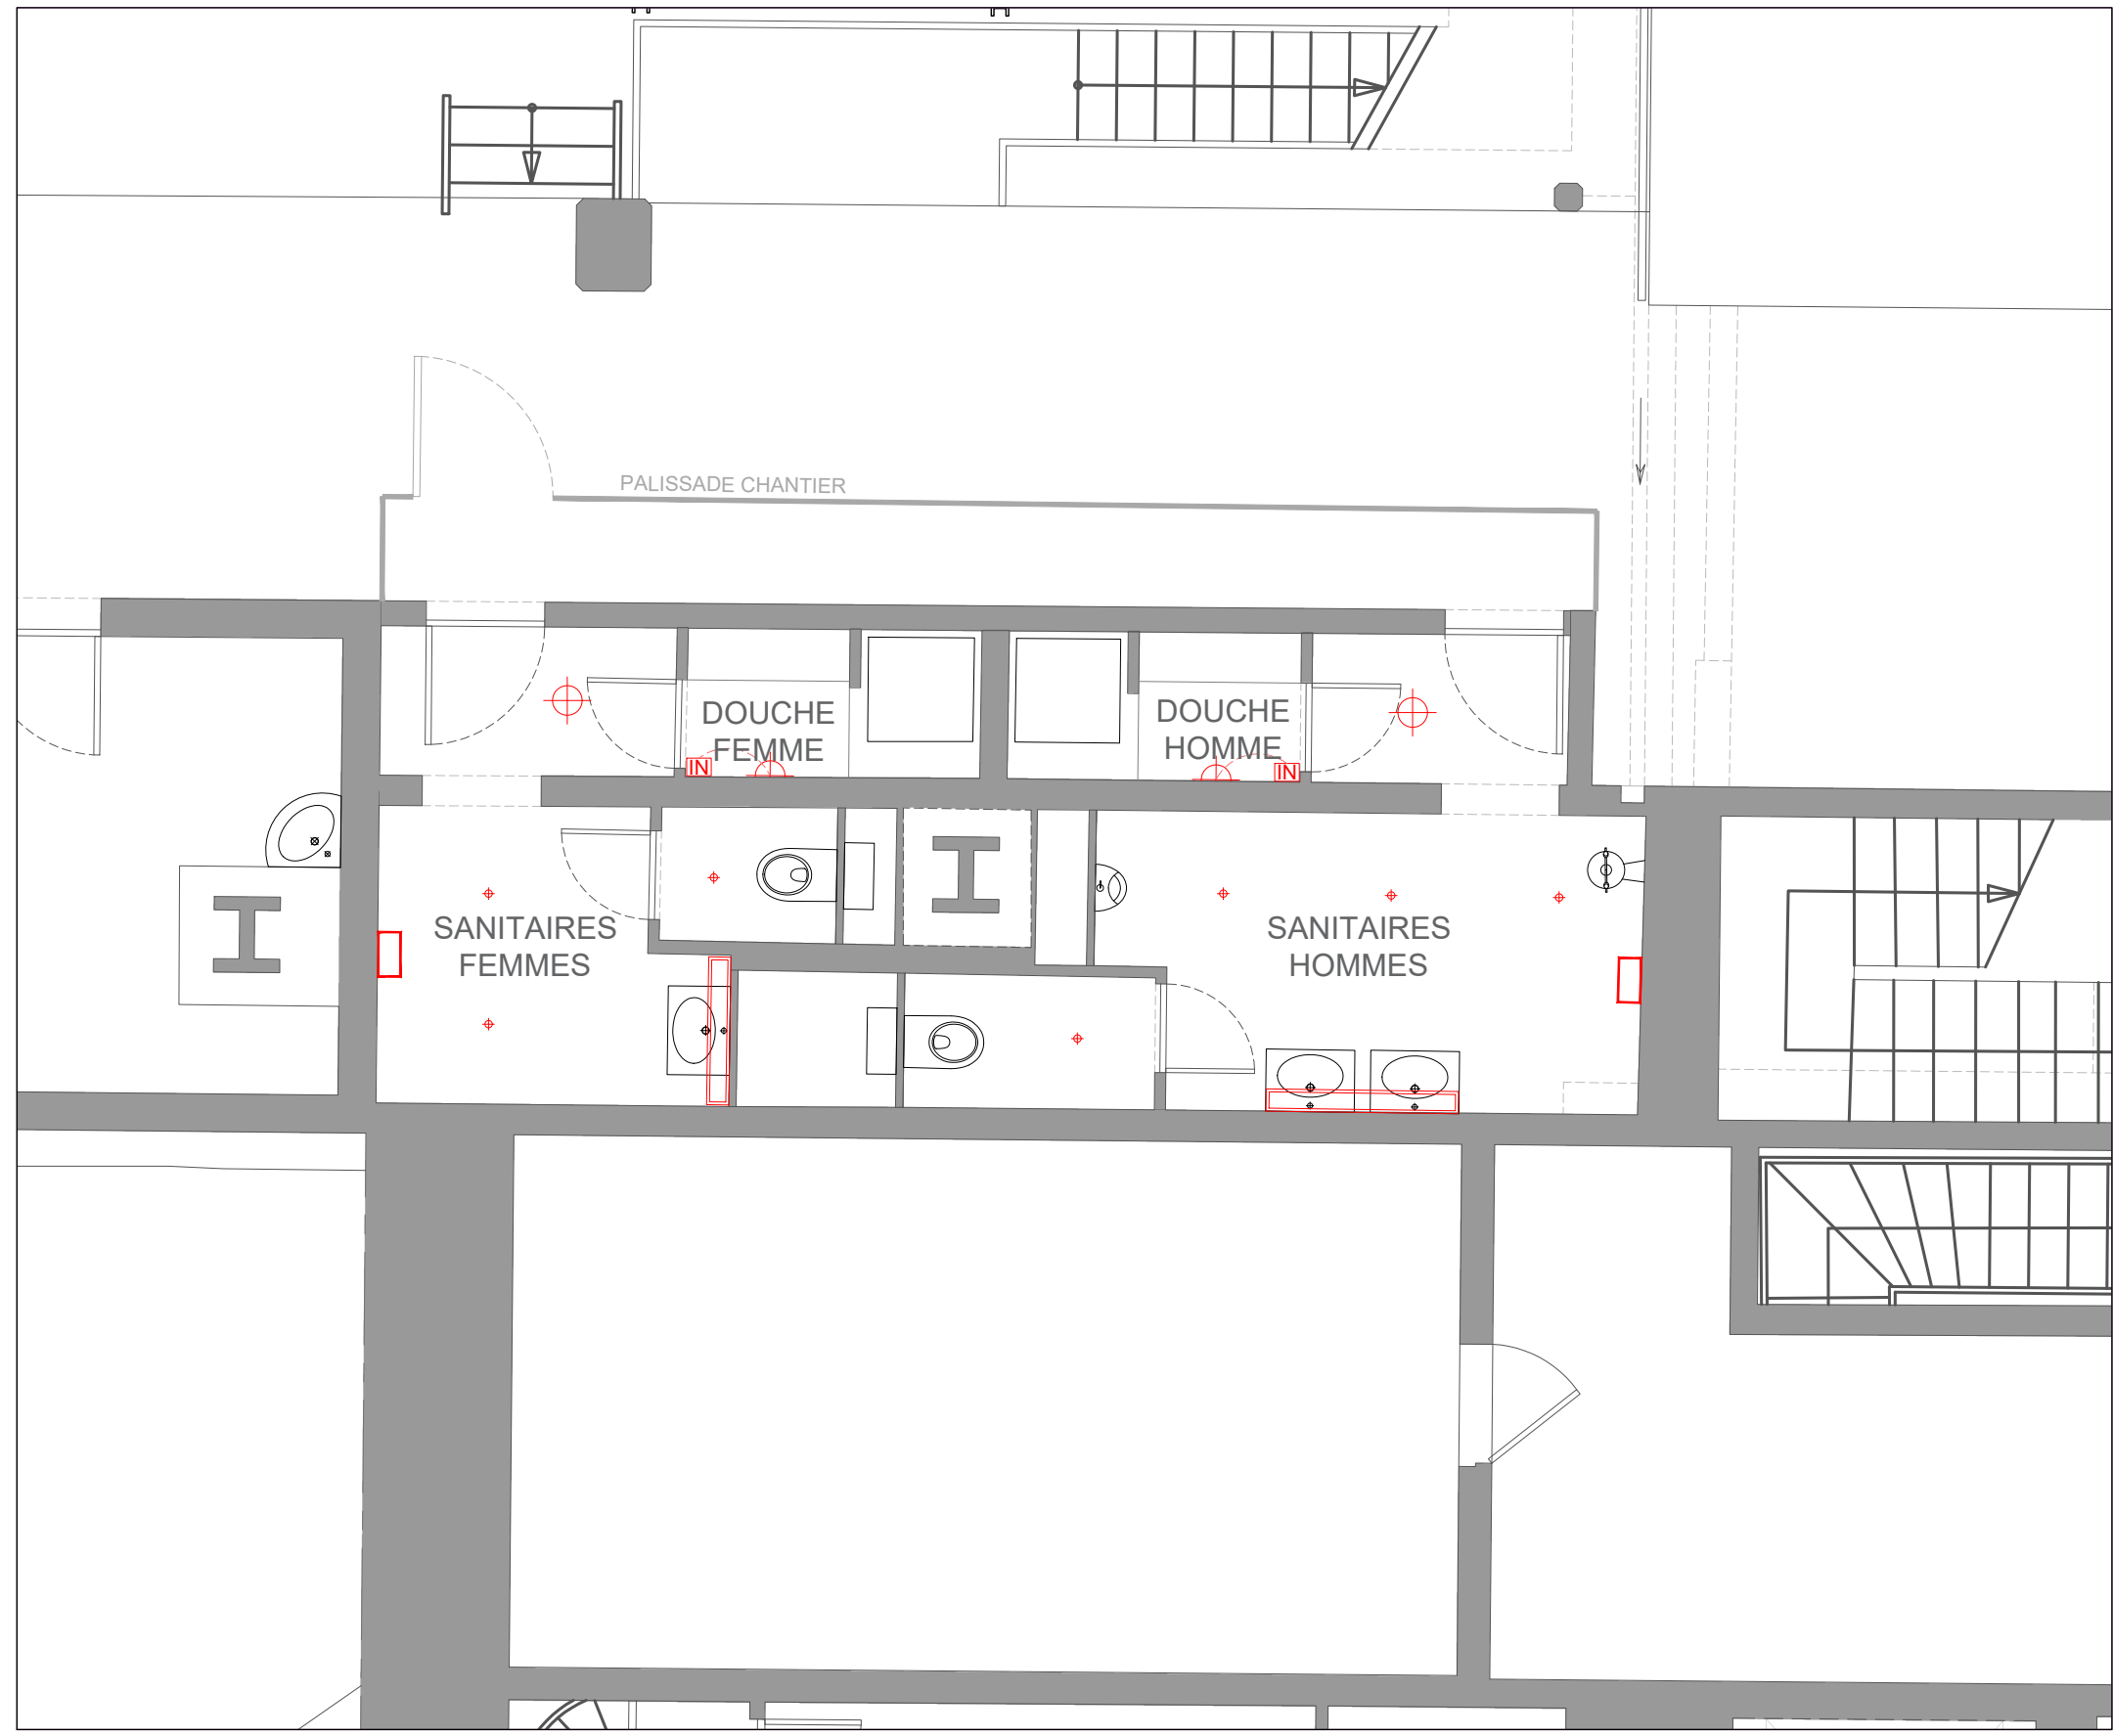 PALISSADE CHANTIER
DOUCHE
FEMME
IN
DOUCHE
HOMME
IN
SANITAIRES
FEMMES
SANITAIRES
HOMMES